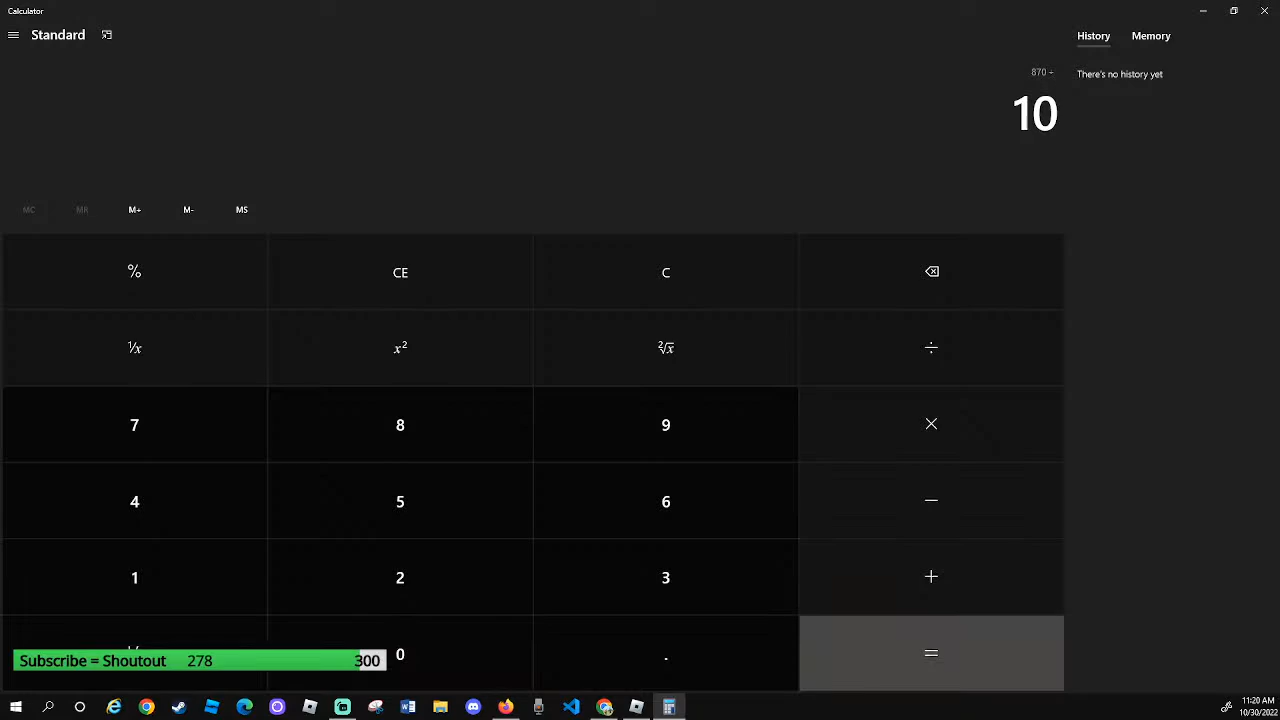 Calculator
Standard
History Memory
870 ÷
There's no history yet
10
MC MR M+ M- MS
% CE C
⅟x x² ²√x ÷
7 8 9 ×
4 5 6 −
1 2 3 +
0 . =
Subscribe = Shoutout 278 300
11:20 AM
10/30/2022